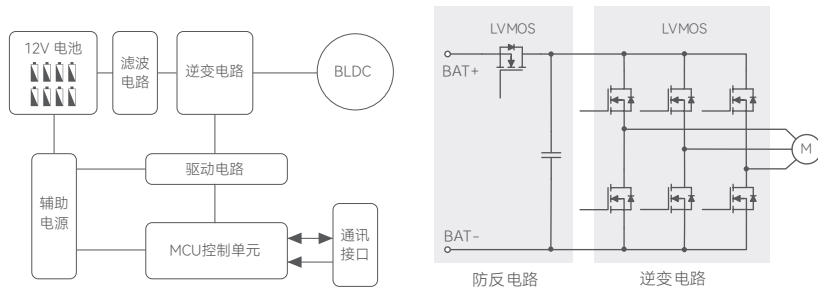 12V 电池
滤波
电路
逆变电路
BLDC
驱动电路
辅助
电源
MCU控制单元
通讯
接口
LVMOS
LVMOS
BAT+
M
BAT-
防反电路
逆变电路